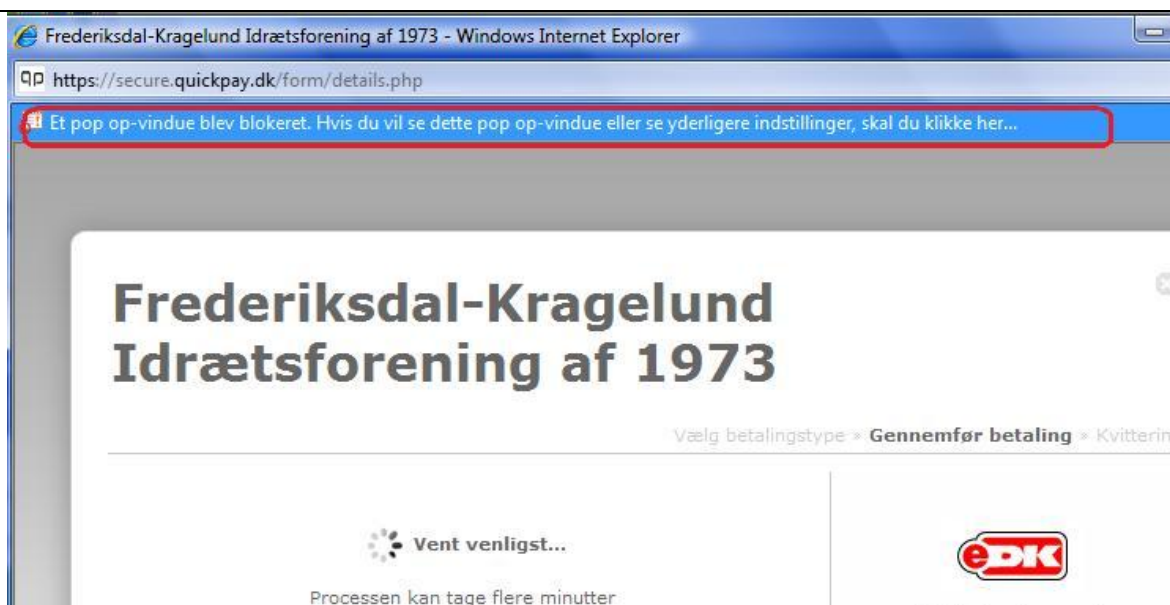 Frederiksdal-Kragelund Idrætsforening af 1973 - Windows Internet Explorer
https://secure.quickpay.dk/form/details.php
Et pop op-vindue blev blokeret. Hvis du vil se dette pop op-vindue eller se yderligere indstillinger, skal du klikke her...
Frederiksdal-Kragelund
Idrætsforening af 1973
Vælg betalingstype » Gennemfør betaling » Kvitterin
Vent venligst...
eDK
Processen kan tage flere minutter